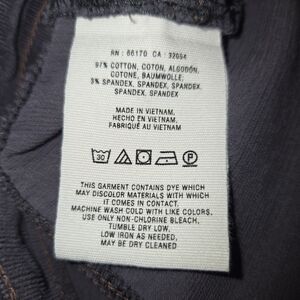 RN : 66170 CA : 32094
97% COTTON, COTON, ALGODÓN,
COTONE, BAUMWOLLE;
3% SPANDEX, SPANDEX, SPANDEX,
SPANDEX, SPANDEX
MADE IN VIETNAM.
HECHO EN VIETNAM.
FABRIQUÉ AU VIETNAM
30 P
THIS GARMENT CONTAINS DYE WHICH
MAY DISCOLOR MATERIALS WITH WHICH
IT COMES IN CONTACT.
MACHINE WASH COLD WITH LIKE COLORS.
USE ONLY NON-CHLORINE BLEACH.
TUMBLE DRY LOW.
LOW IRON AS NEEDED,
MAY BE DRY CLEANED